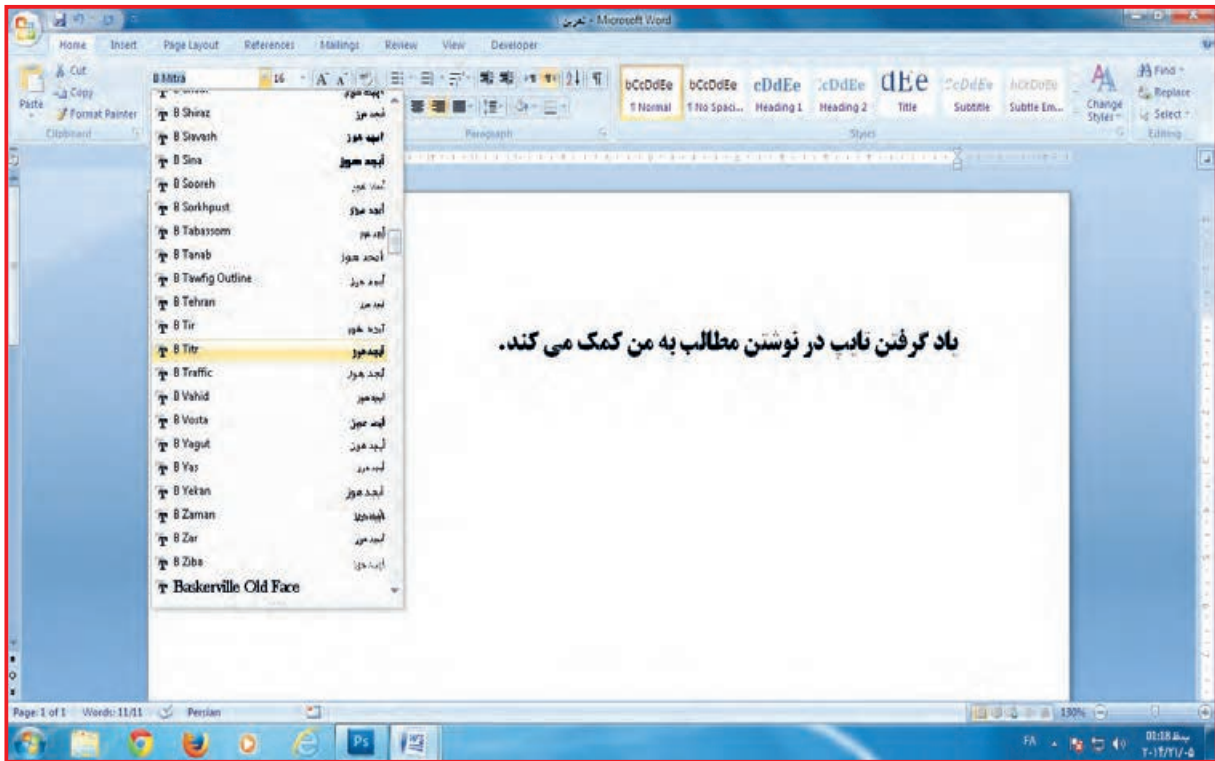 تمرین - Microsoft Word
Home Insert Page Layout References Mailings Review View Developer
Paste
Cut
Copy
Format Painter
Clipboard
B Mitra 16
Paragraph
¶ Normal ¶ No Spaci... Heading 1 Heading 2 Title Subtitle Subtle Em...
Change Styles
Styles
Find
Replace
Select
Editing
B Shiraz
B Siavash
B Sina
B Sooreh
B Sorkhpust
B Tabassom
B Tanab
B Tawfig Outline
B Tehran
B Tir
B Titr
B Traffic
B Vahid
B Vosta
B Yagut
B Yas
B Yekan
B Zaman
B Zar
B Ziba
Baskerville Old Face
یاد گرفتن تایپ در نوشتن مطالب به من کمک می کند.
Page: 1 of 1 Words: 11/11 Persian 130%
Ps FA 01:18 ب.ظ